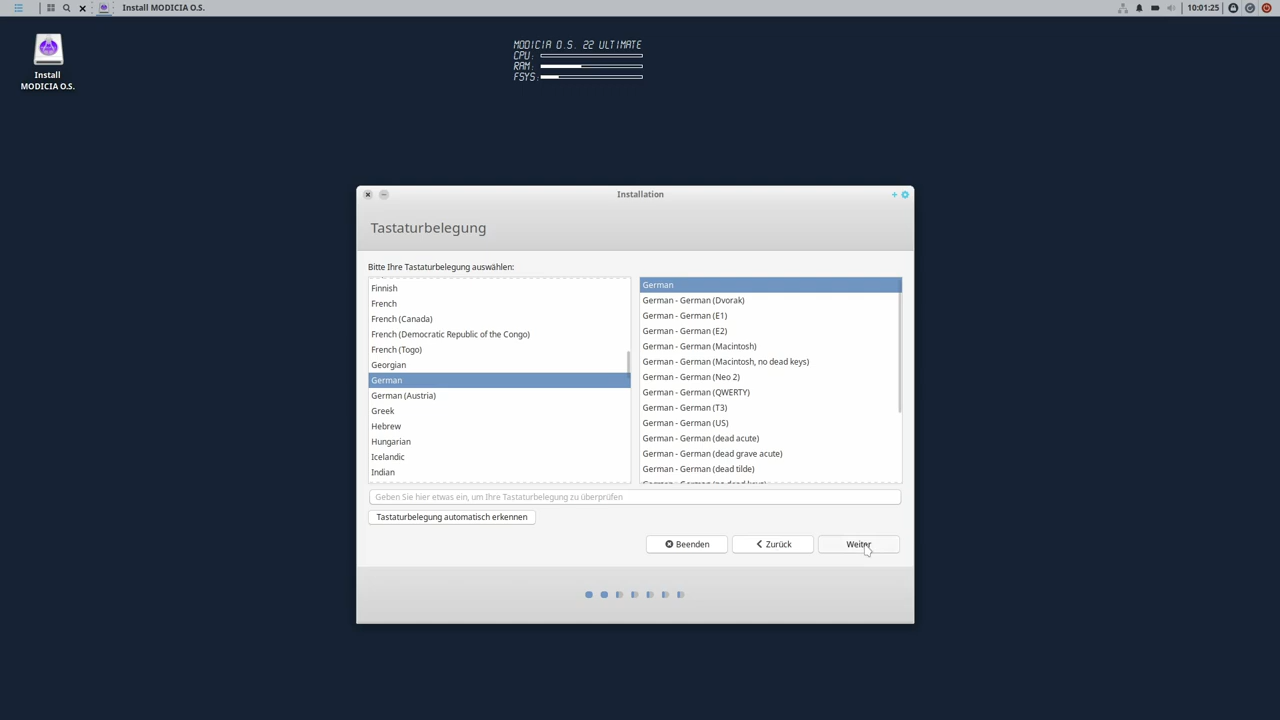 Install MODICIA O.S.
10:01:25
Install
MODICIA O.S.
MODICIA O.S. 22 ULTIMATE
CPU:
RAM:
FSYS:
Installation
Tastaturbelegung
Bitte Ihre Tastaturbelegung auswählen:
Finnish
French
French (Canada)
French (Democratic Republic of the Congo)
French (Togo)
Georgian
German
German (Austria)
Greek
Hebrew
Hungarian
Icelandic
Indian
German
German - German (Dvorak)
German - German (E1)
German - German (E2)
German - German (Macintosh)
German - German (Macintosh, no dead keys)
German - German (Neo 2)
German - German (QWERTY)
German - German (T3)
German - German (US)
German - German (dead acute)
German - German (dead grave acute)
German - German (dead tilde)
German - German (no dead keys)
Geben Sie hier etwas ein, um Ihre Tastaturbelegung zu überprüfen
Tastaturbelegung automatisch erkennen
Beenden
Zurück
Weiter